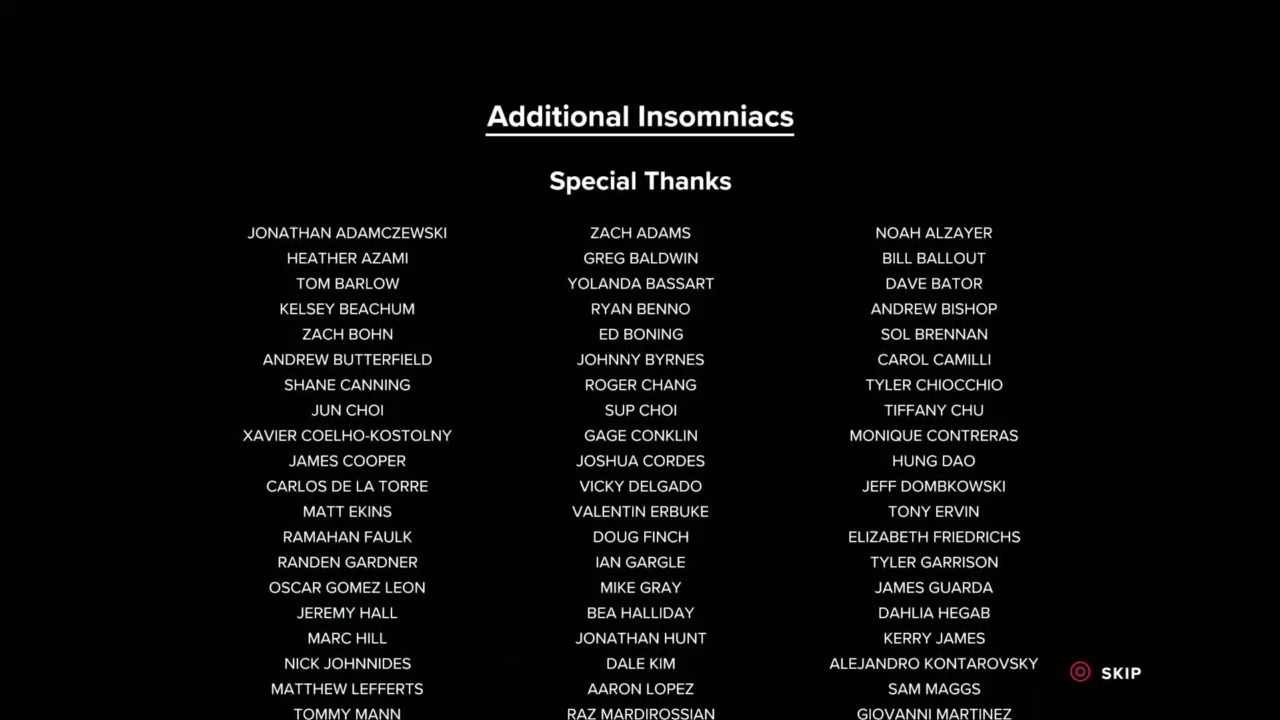 Additional Insomniacs
Special Thanks
JONATHAN ADAMCZEWSKI ZACH ADAMS NOAH ALZAYER
HEATHER AZAMI GREG BALDWIN BILL BALLOUT
TOM BARLOW YOLANDA BASSART DAVE BATOR
KELSEY BEACHUM RYAN BENNO ANDREW BISHOP
ZACH BOHN ED BONING SOL BRENNAN
ANDREW BUTTERFIELD JOHNNY BYRNES CAROL CAMILLI
SHANE CANNING ROGER CHANG TYLER CHIOCCHIO
JUN CHOI SUP CHOI TIFFANY CHU
XAVIER COELHO-KOSTOLNY GAGE CONKLIN MONIQUE CONTRERAS
JAMES COOPER JOSHUA CORDES HUNG DAO
CARLOS DE LA TORRE VICKY DELGADO JEFF DOMBKOWSKI
MATT EKINS VALENTIN ERBUKE TONY ERVIN
RAMAHAN FAULK DOUG FINCH ELIZABETH FRIEDRICHS
RANDEN GARDNER IAN GARGLE TYLER GARRISON
OSCAR GOMEZ LEON MIKE GRAY JAMES GUARDA
JEREMY HALL BEA HALLIDAY DAHLIA HEGAB
MARC HILL JONATHAN HUNT KERRY JAMES
NICK JOHNNIDES DALE KIM ALEJANDRO KONTAROVSKY
SKIP
MATTHEW LEFFERTS AARON LOPEZ SAM MAGGS
TOMMY MANN RAZ MARDIROSSIAN GIOVANNI MARTINEZ